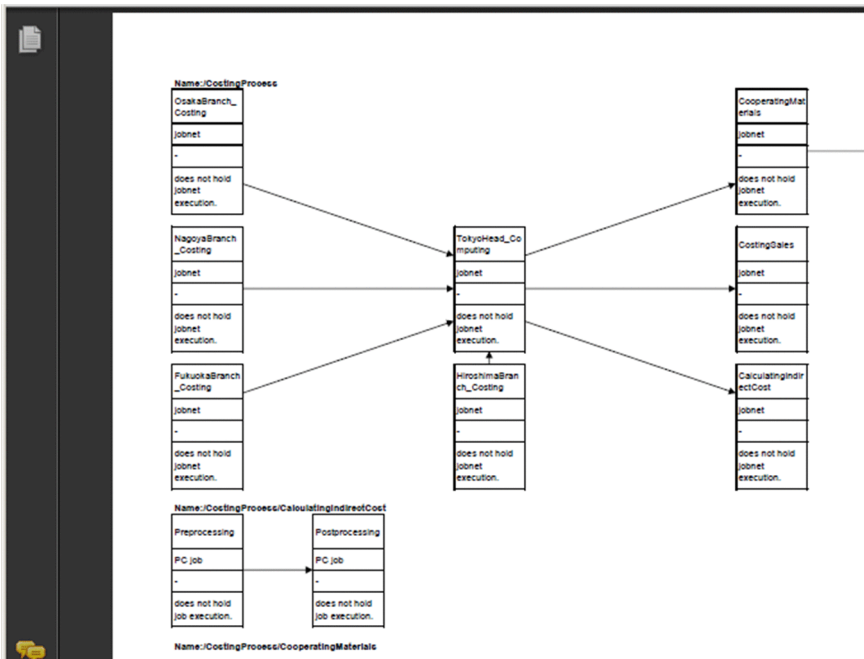 Name:/CostingProcess
OsakaBranch_
Costing
jobnet
-
does not hold
jobnet
execution.
CooperatingMat
erials
jobnet
-
does not hold
jobnet
execution.
NagoyaBranch
_Costing
jobnet
-
does not hold
jobnet
execution.
TokyoHead_Co
mputing
jobnet
-
does not hold
jobnet
execution.
CostingSales
jobnet
-
does not hold
jobnet
execution.
FukuokaBranch
_Costing
jobnet
-
does not hold
jobnet
execution.
HiroshimaBran
ch_Costing
jobnet
-
does not hold
jobnet
execution.
CalculatingIndir
ectCost
jobnet
-
does not hold
jobnet
execution.
Name:/CostingProcess/CalculatingIndirectCost
Preprocessing
PC job
-
does not hold
job execution.
Postprocessing
PC job
-
does not hold
job execution.
Name:/CostingProcess/CooperatingMaterials